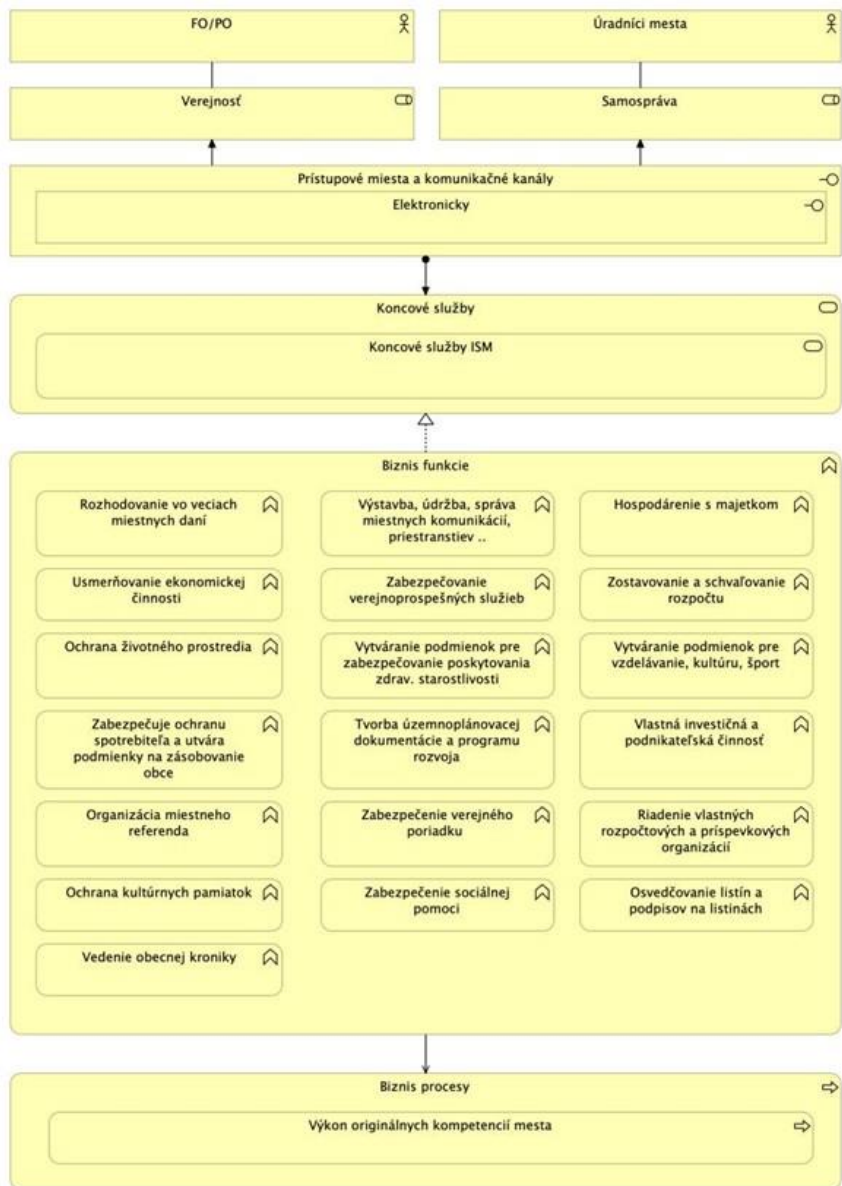 FO/PO
Úradníci mesta
Verejnosť
Samospráva
Prístupové miesta a komunikačné kanály
Elektronicky
Koncové služby
Koncové služby ISM
Biznis funkcie
Rozhodovanie vo veciach
miestnych daní
Výstavba, údržba, správa
miestnych komunikácií,
priestranstiev ..
Hospodárenie s majetkom
Usmerňovanie ekonomickej
činnosti
Zabezpečovanie
verejnoprospešných služieb
Zostavovanie a schvaľovanie
rozpočtu
Ochrana životného prostredia
Vytváranie podmienok pre
zabezpečovanie poskytovania
zdrav. starostlivosti
Vytváranie podmienok pre
vzdelávanie, kultúru, šport
Zabezpečuje ochranu
spotrebiteľa a utvára
podmienky na zásobovanie
obce
Tvorba územnoplánovacej
dokumentácie a programu
rozvoja
Vlastná investičná a
podnikateľská činnosť
Organizácia miestneho
referenda
Zabezpečenie verejného
poriadku
Riadenie vlastných
rozpočtových a príspevkových
organizácií
Ochrana kultúrnych pamiatok
Zabezpečenie sociálnej
pomoci
Osvedčovanie listín a
podpisov na listinách
Vedenie obecnej kroniky
Biznis procesy
Výkon originálnych kompetencií mesta